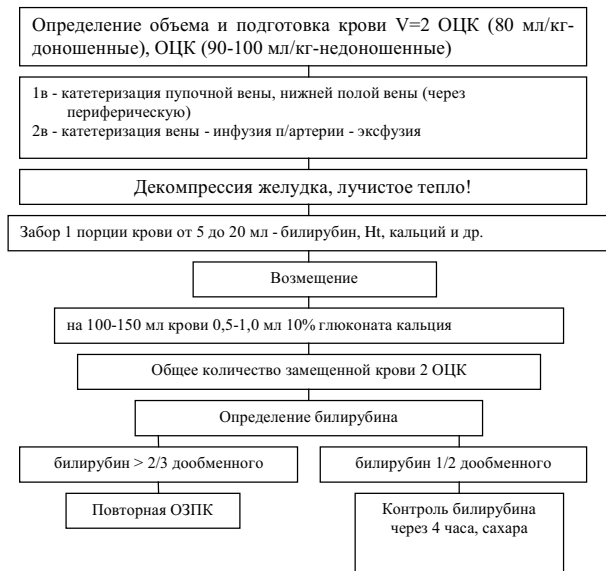 Определение объема и подготовка крови V=2 ОЦК (80 мл/кг-
доношенные), ОЦК (90-100 мл/кг-недоношенные)
1в - катетеризация пупочной вены, нижней полой вены (через
периферическую)
2в - катетеризация вены - инфузия п/артерии - эксфузия
Декомпрессия желудка, лучистое тепло!
Забор 1 порции крови от 5 до 20 мл - билирубин, Ht, кальций и др.
Возмещение
на 100-150 мл крови 0,5-1,0 мл 10% глюконата кальция
Общее количество замещенной крови 2 ОЦК
Определение билирубина
билирубин > 2/3 дообменного
билирубин 1/2 дообменного
Повторная ОЗПК
Контроль билирубина
через 4 часа, сахара